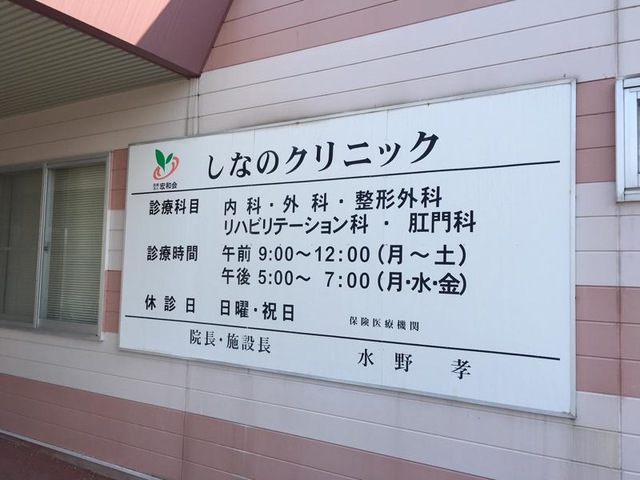 しなのクリニック
宏和会
診療科目 内科・外科・整形外科
リハビリテーション科・肛門科
診療時間 午前 9:00～12:00(月～土)
午後 5:00～ 7:00(月・水・金)
休診日 日曜・祝日 保険医療機関
院長・施設長 水野孝